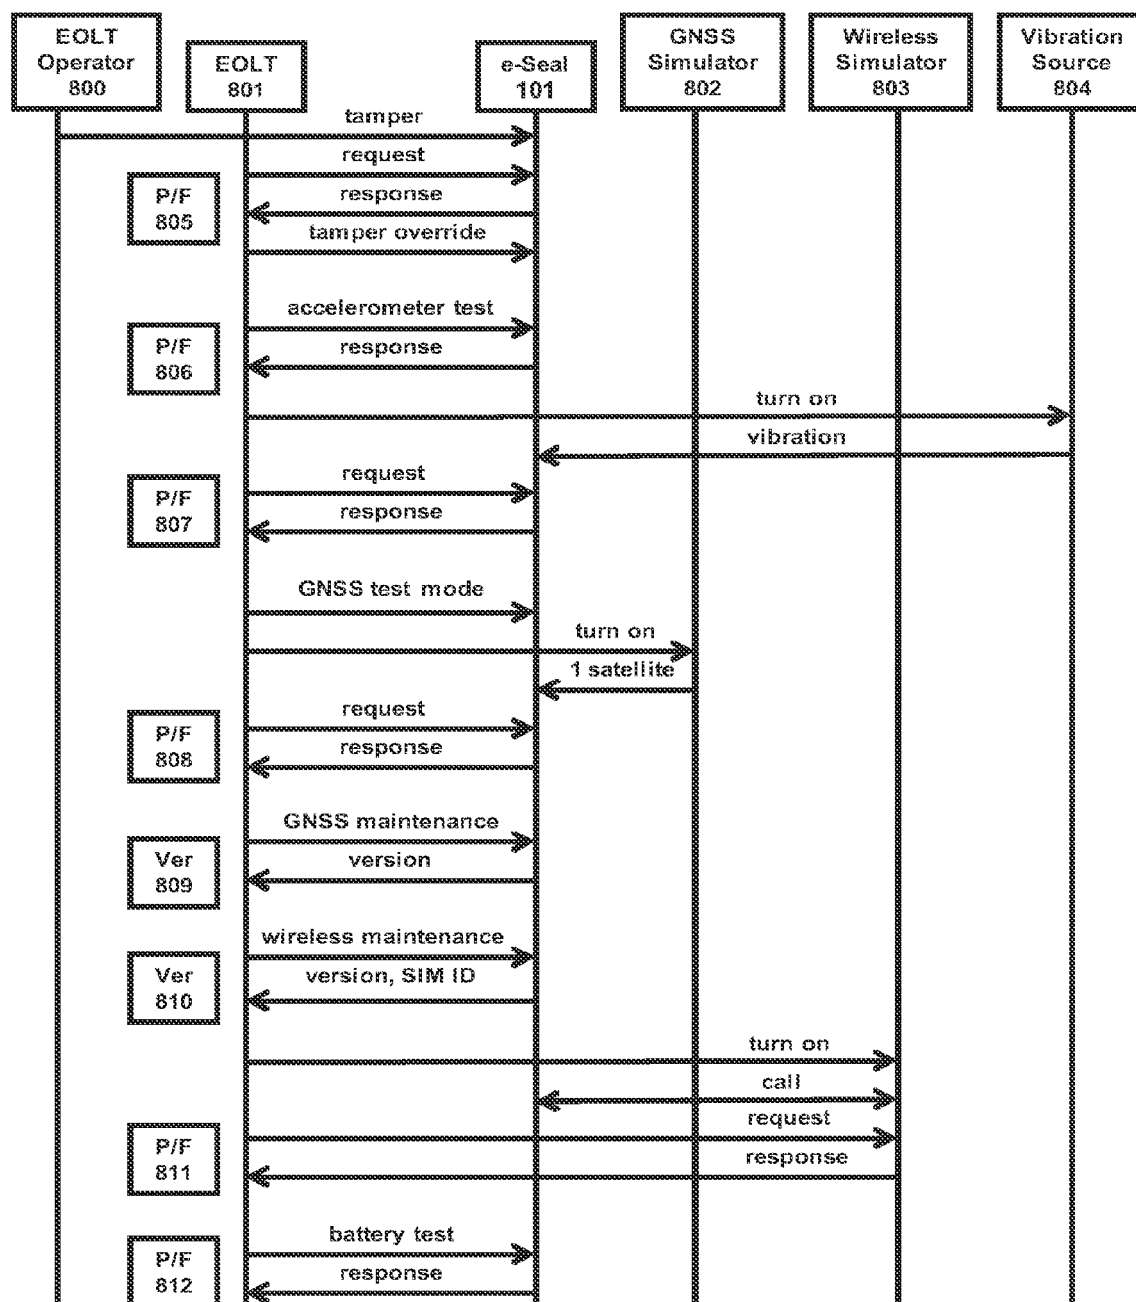 EOLT
Operator
800
EOLT
801
e-Seal
101
GNSS
Simulator
802
Wireless
Simulator
803
Vibration
Source
804
tamper
request
P/F
805
response
tamper override
accelerometer test
P/F
806
response
turn on
vibration
request
P/F
807
response
GNSS test mode
turn on
1 satellite
request
P/F
808
response
GNSS maintenance
Ver
809
version
wireless maintenance
Ver
810
version, SIM ID
turn on
call
request
P/F
811
response
battery test
P/F
812
response